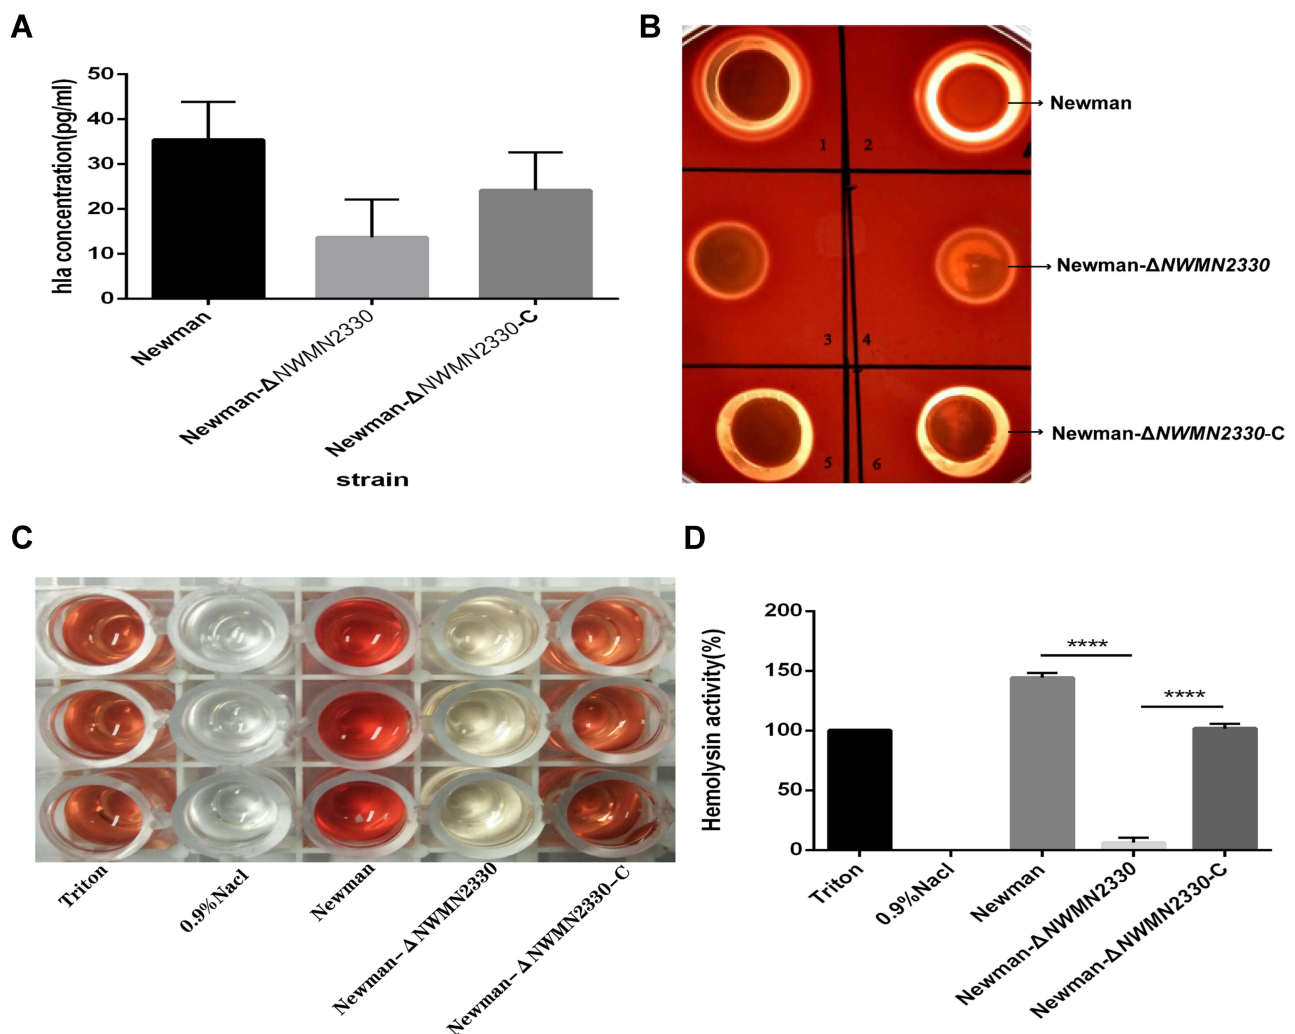 A
hla concentration(pg/ml)
50
40
30
20
10
0
Newman
Newman-ΔNWMN2330
Newman-ΔNWMN2330-C
strain
B
1
2
3
4
5
6
Newman
Newman-ΔNWMN2330
Newman-ΔNWMN2330-C
C
Triton
0.9%Nacl
Newman
Newman-ΔNWMN2330
Newman-ΔNWMN2330-C
D
Hemolysin activity(%)
200
150
100
50
0
****
****
Triton
0.9%Nacl
Newman
Newman-ΔNWMN2330
Newman-ΔNWMN2330-C